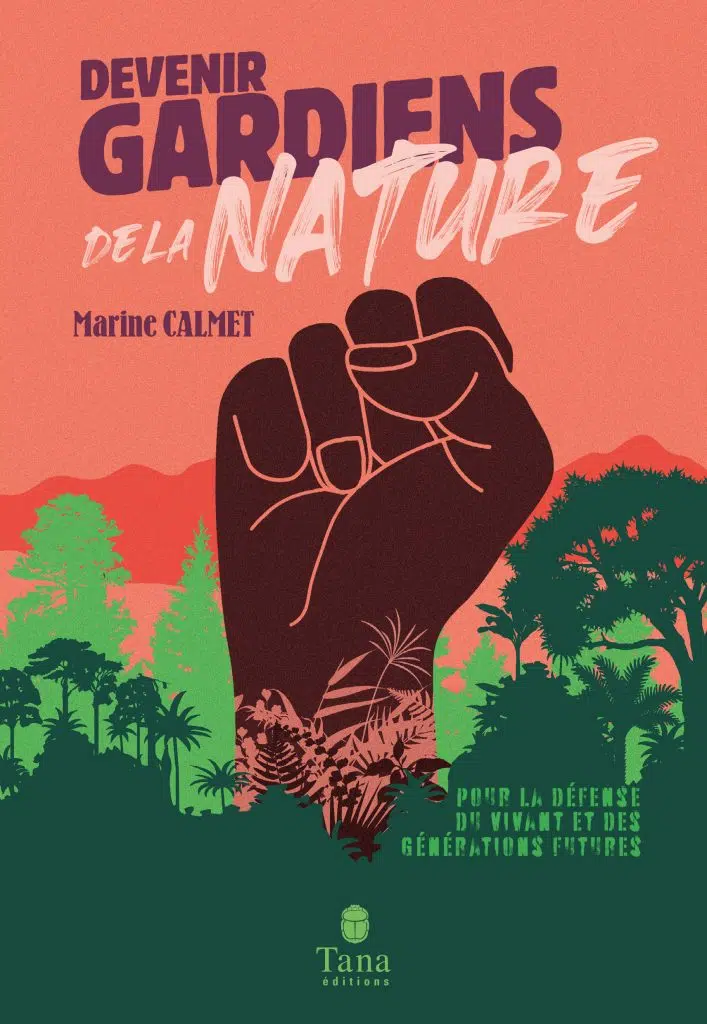 DEVENIR
GARDIENS
DE LA NATURE
Marine CALMET
POUR LA DÉFENSE
DU VIVANT ET DES
GÉNÉRATIONS FUTURES
Tana
éditions